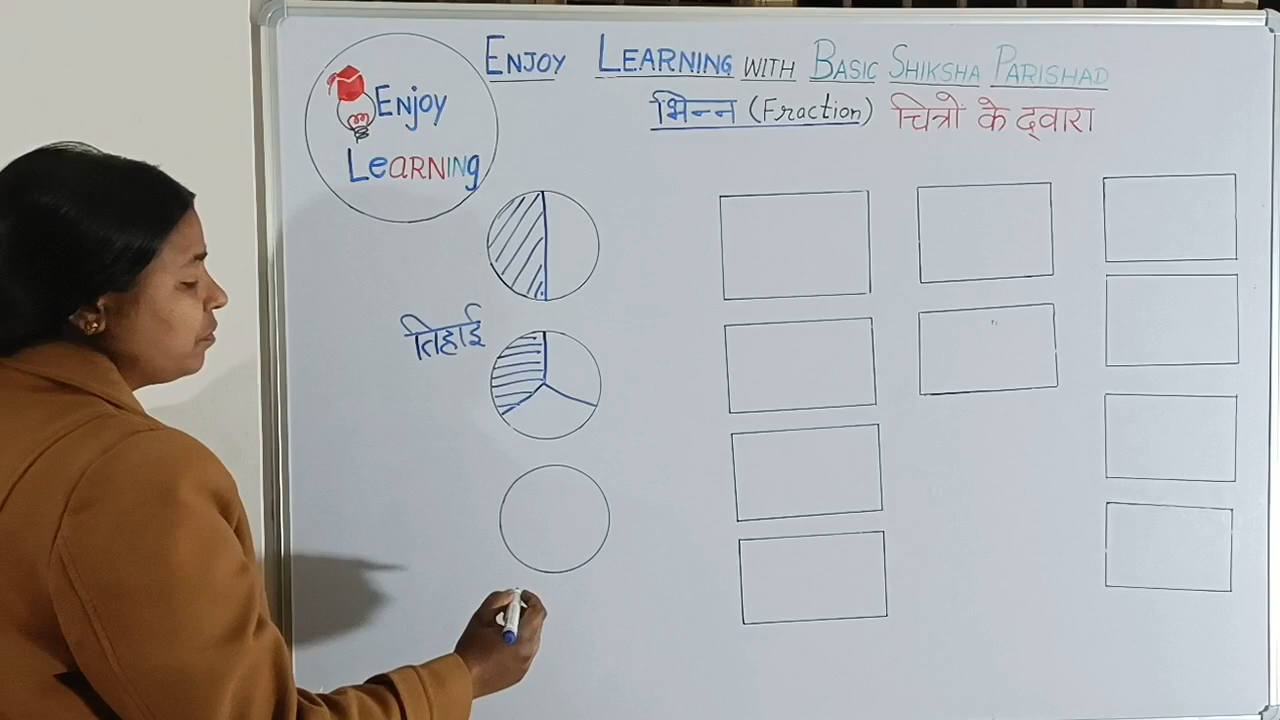 ENJOY LEARNING WITH BASIC SHIKSHA PARISHAD
भिन्न (Fraction) चित्रों के द्वारा
Enjoy
LeARNINg
तिहाई